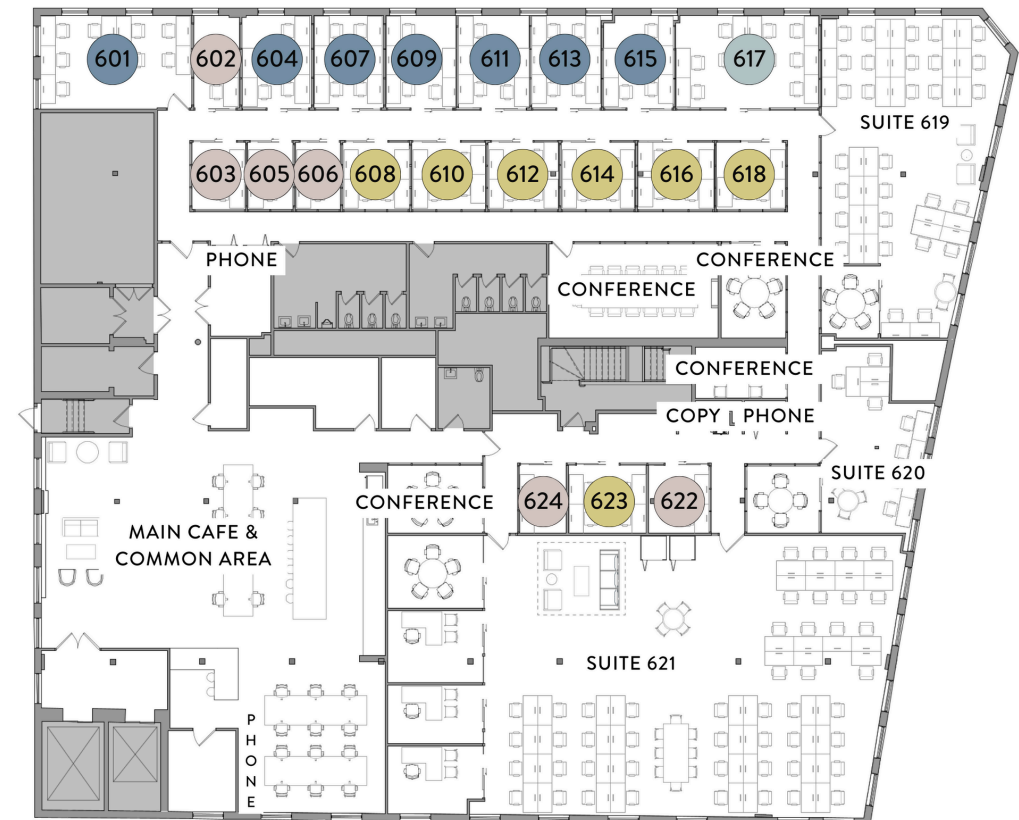 601
602
604
607
609
611
613
615
617
SUITE 619
603
605
606
608
610
612
614
616
618
PHONE
CONFERENCE
CONFERENCE
CONFERENCE
COPY
PHONE
SUITE 620
CONFERENCE
624
623
622
MAIN CAFE &
COMMON AREA
SUITE 621
PHONE